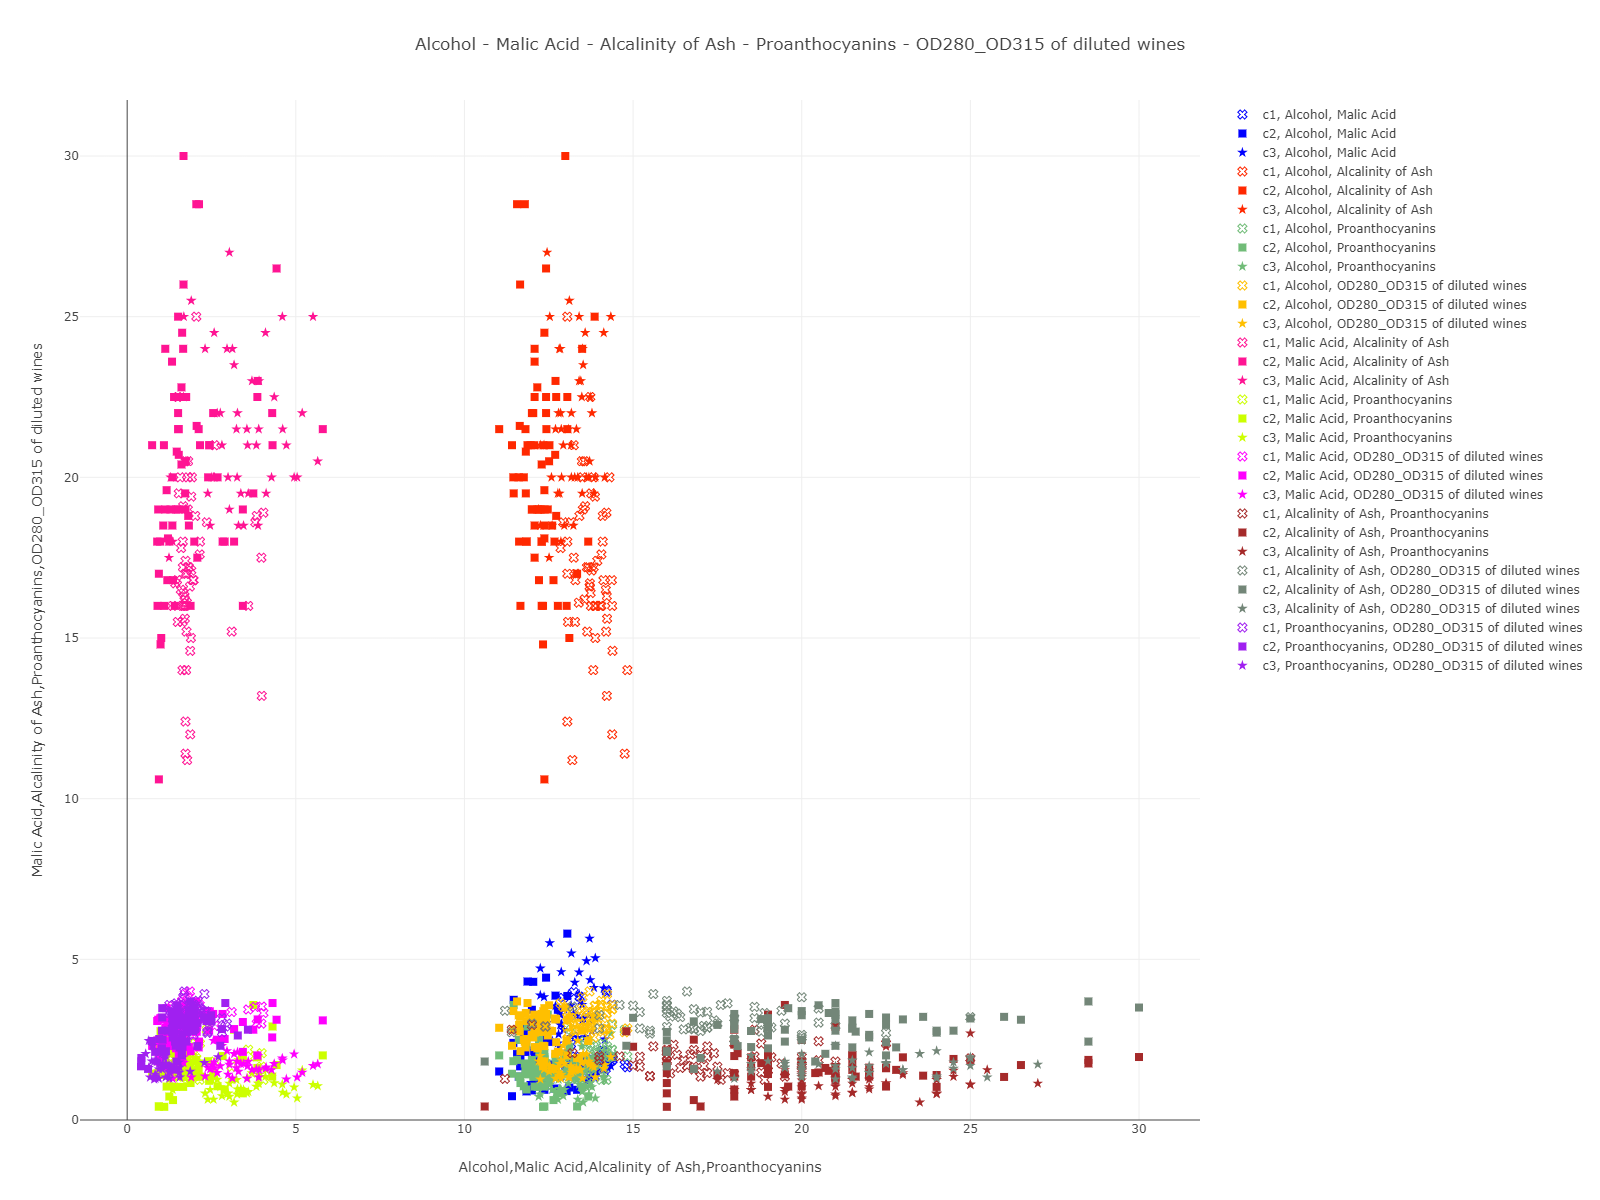 Alcohol - Malic Acid - Alcalinity of Ash - Proanthocyanins - OD280_OD315 of diluted wines
c1, Alcohol, Malic Acid
c2, Alcohol, Malic Acid
c3, Alcohol, Malic Acid
c1, Alcohol, Alcalinity of Ash
c2, Alcohol, Alcalinity of Ash
c3, Alcohol, Alcalinity of Ash
c1, Alcohol, Proanthocyanins
c2, Alcohol, Proanthocyanins
c3, Alcohol, Proanthocyanins
c1, Alcohol, OD280_OD315 of diluted wines
c2, Alcohol, OD280_OD315 of diluted wines
c3, Alcohol, OD280_OD315 of diluted wines
c1, Malic Acid, Alcalinity of Ash
c2, Malic Acid, Alcalinity of Ash
c3, Malic Acid, Alcalinity of Ash
c1, Malic Acid, Proanthocyanins
c2, Malic Acid, Proanthocyanins
c3, Malic Acid, Proanthocyanins
c1, Malic Acid, OD280_OD315 of diluted wines
c2, Malic Acid, OD280_OD315 of diluted wines
c3, Malic Acid, OD280_OD315 of diluted wines
c1, Alcalinity of Ash, Proanthocyanins
c2, Alcalinity of Ash, Proanthocyanins
c3, Alcalinity of Ash, Proanthocyanins
c1, Alcalinity of Ash, OD280_OD315 of diluted wines
c2, Alcalinity of Ash, OD280_OD315 of diluted wines
c3, Alcalinity of Ash, OD280_OD315 of diluted wines
c1, Proanthocyanins, OD280_OD315 of diluted wines
c2, Proanthocyanins, OD280_OD315 of diluted wines
c3, Proanthocyanins, OD280_OD315 of diluted wines
Malic Acid,Alcalinity of Ash,Proanthocyanins,OD280_OD315 of diluted wines
30
25
20
15
10
5
0
0 5 10 15 20 25 30
Alcohol,Malic Acid,Alcalinity of Ash,Proanthocyanins